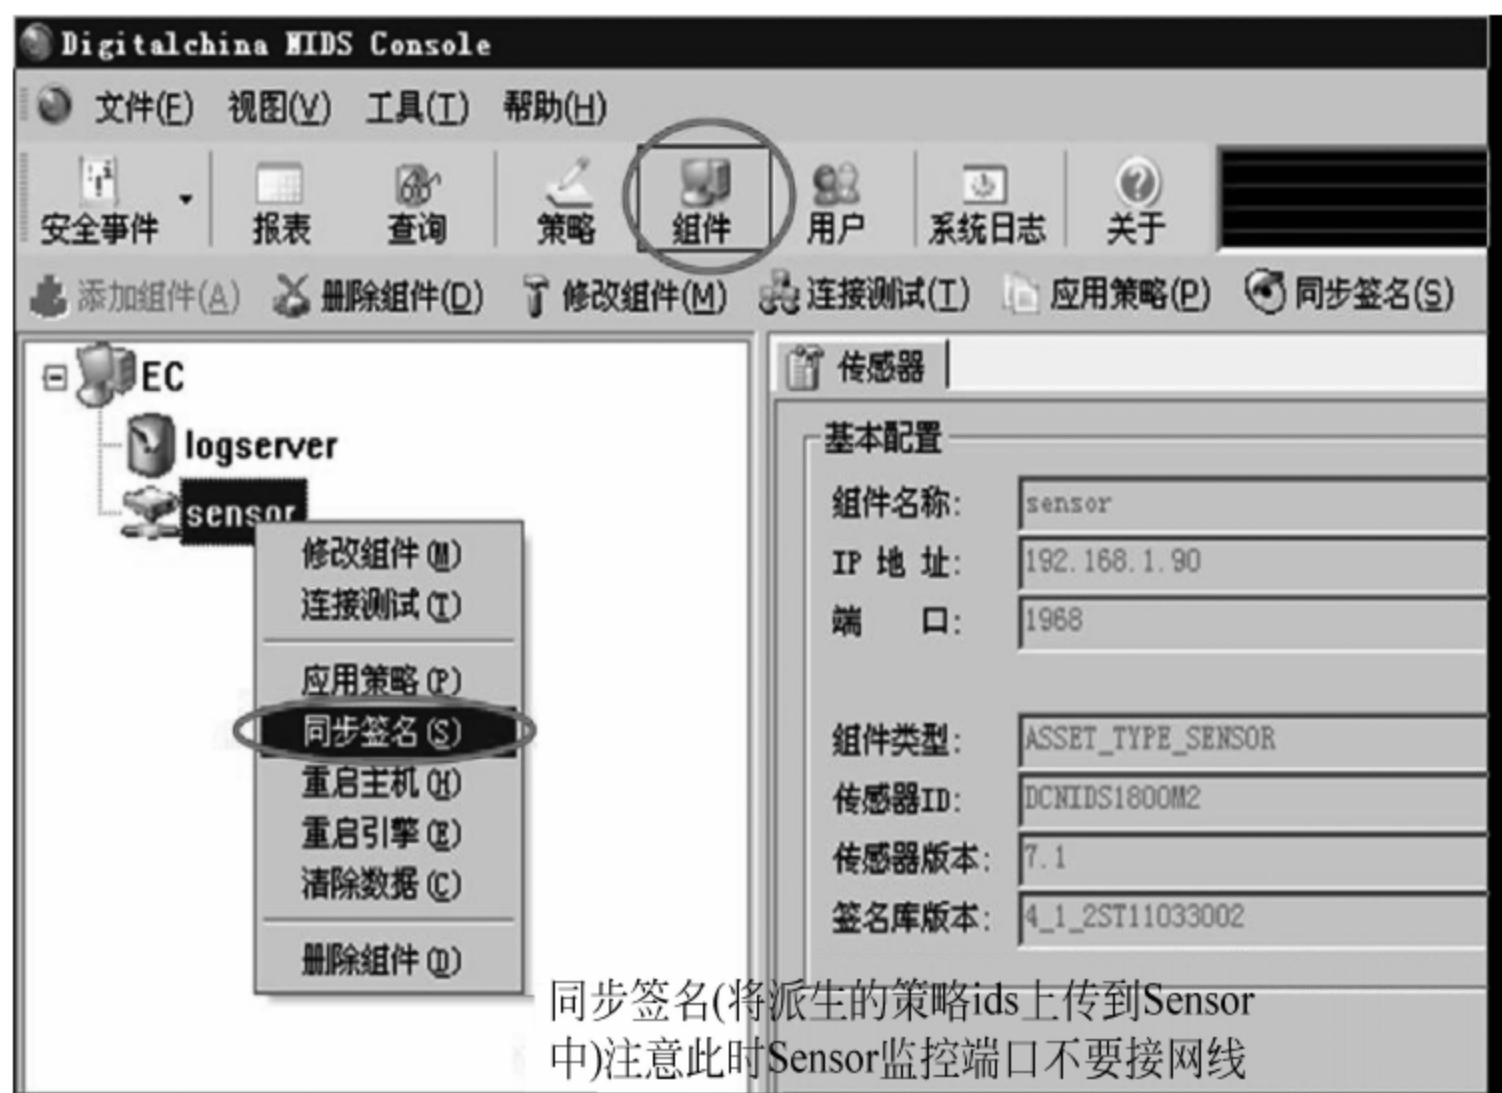 Digitalchina NIDS Console
文件(F) 视图(V) 工具(T) 帮助(H)
安全事件 报表 查询 策略 组件 用户 系统日志 关于
添加组件(A) 删除组件(D) 修改组件(M) 连接测试(T) 应用策略(P) 同步签名(S)
EC
logserver
sensor
修改组件(M)
连接测试(T)
应用策略(P)
同步签名(S)
重启主机(H)
重启引擎(E)
清除数据(C)
删除组件(D)
传感器
基本配置
组件名称: sensor
IP 地 址: 192.168.1.90
端 口: 1968
组件类型: ASSET_TYPE_SENSOR
传感器ID: DCNIDS1800M2
传感器版本: 7.1
签名库版本: 4_1_2ST11033002
同步签名(将派生的策略ids上传到Sensor
中)注意此时Sensor监控端口不要接网线